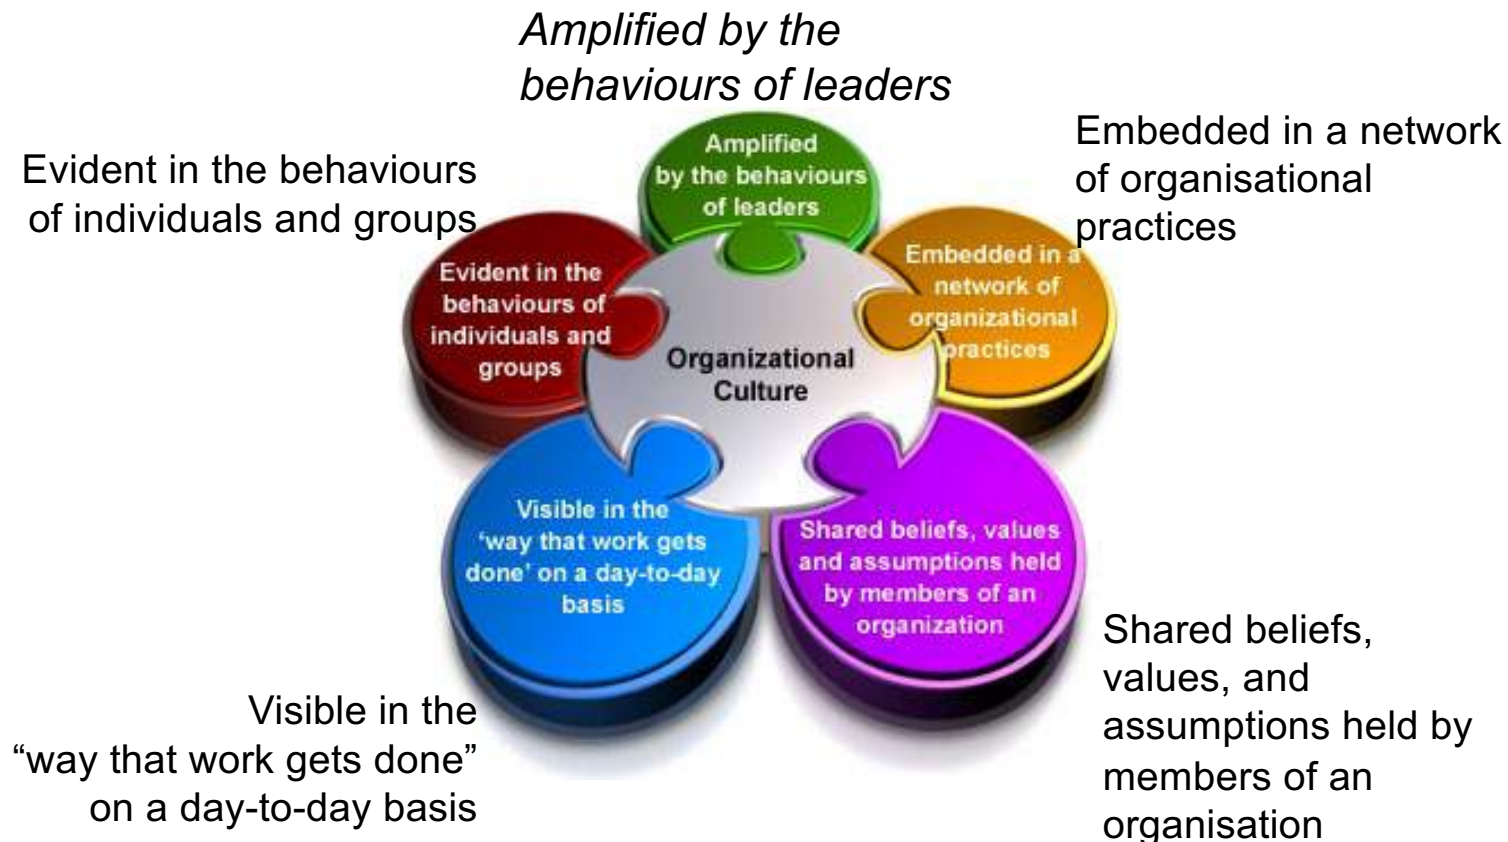 Amplified by the
behaviours of leaders
Evident in the behaviours
of individuals and groups
Embedded in a network
of organisational
practices
Amplified
by the behaviours
of leaders
Evident in the
behaviours of
individuals and
groups
Embedded in a
network of
organizational
practices
Organizational
Culture
Visible in the
‘way that work gets
done’ on a day-to-day
basis
Shared beliefs, values
and assumptions held
by members of an
organization
Visible in the
“way that work gets done”
on a day-to-day basis
Shared beliefs,
values, and
assumptions held by
members of an
organisation